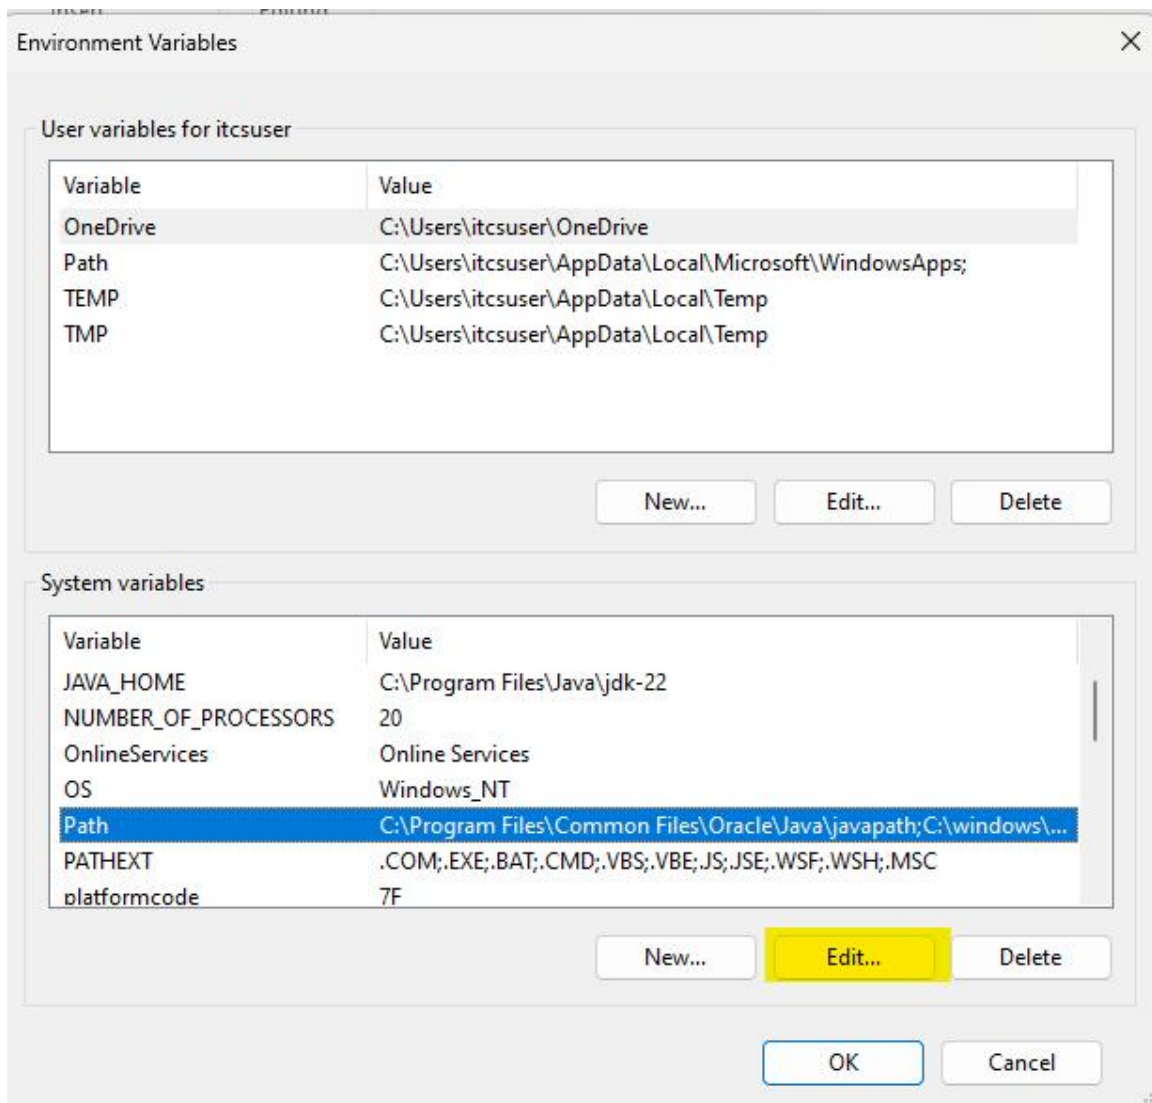 Environment Variables
User variables for itcsuser
Variable Value
OneDrive C:\Users\itcsuser\OneDrive
Path C:\Users\itcsuser\AppData\Local\Microsoft\WindowsApps;
TEMP C:\Users\itcsuser\AppData\Local\Temp
TMP C:\Users\itcsuser\AppData\Local\Temp
New... Edit... Delete
System variables
Variable Value
JAVA_HOME C:\Program Files\Java\jdk-22
NUMBER_OF_PROCESSORS 20
OnlineServices Online Services
OS Windows_NT
Path C:\Program Files\Common Files\Oracle\Java\javapath;C:\windows\...
PATHEXT .COM;.EXE;.BAT;.CMD;.VBS;.VBE;.JS;.JSE;.WSF;.WSH;.MSC
platformcode 7F
New... Edit... Delete
OK Cancel